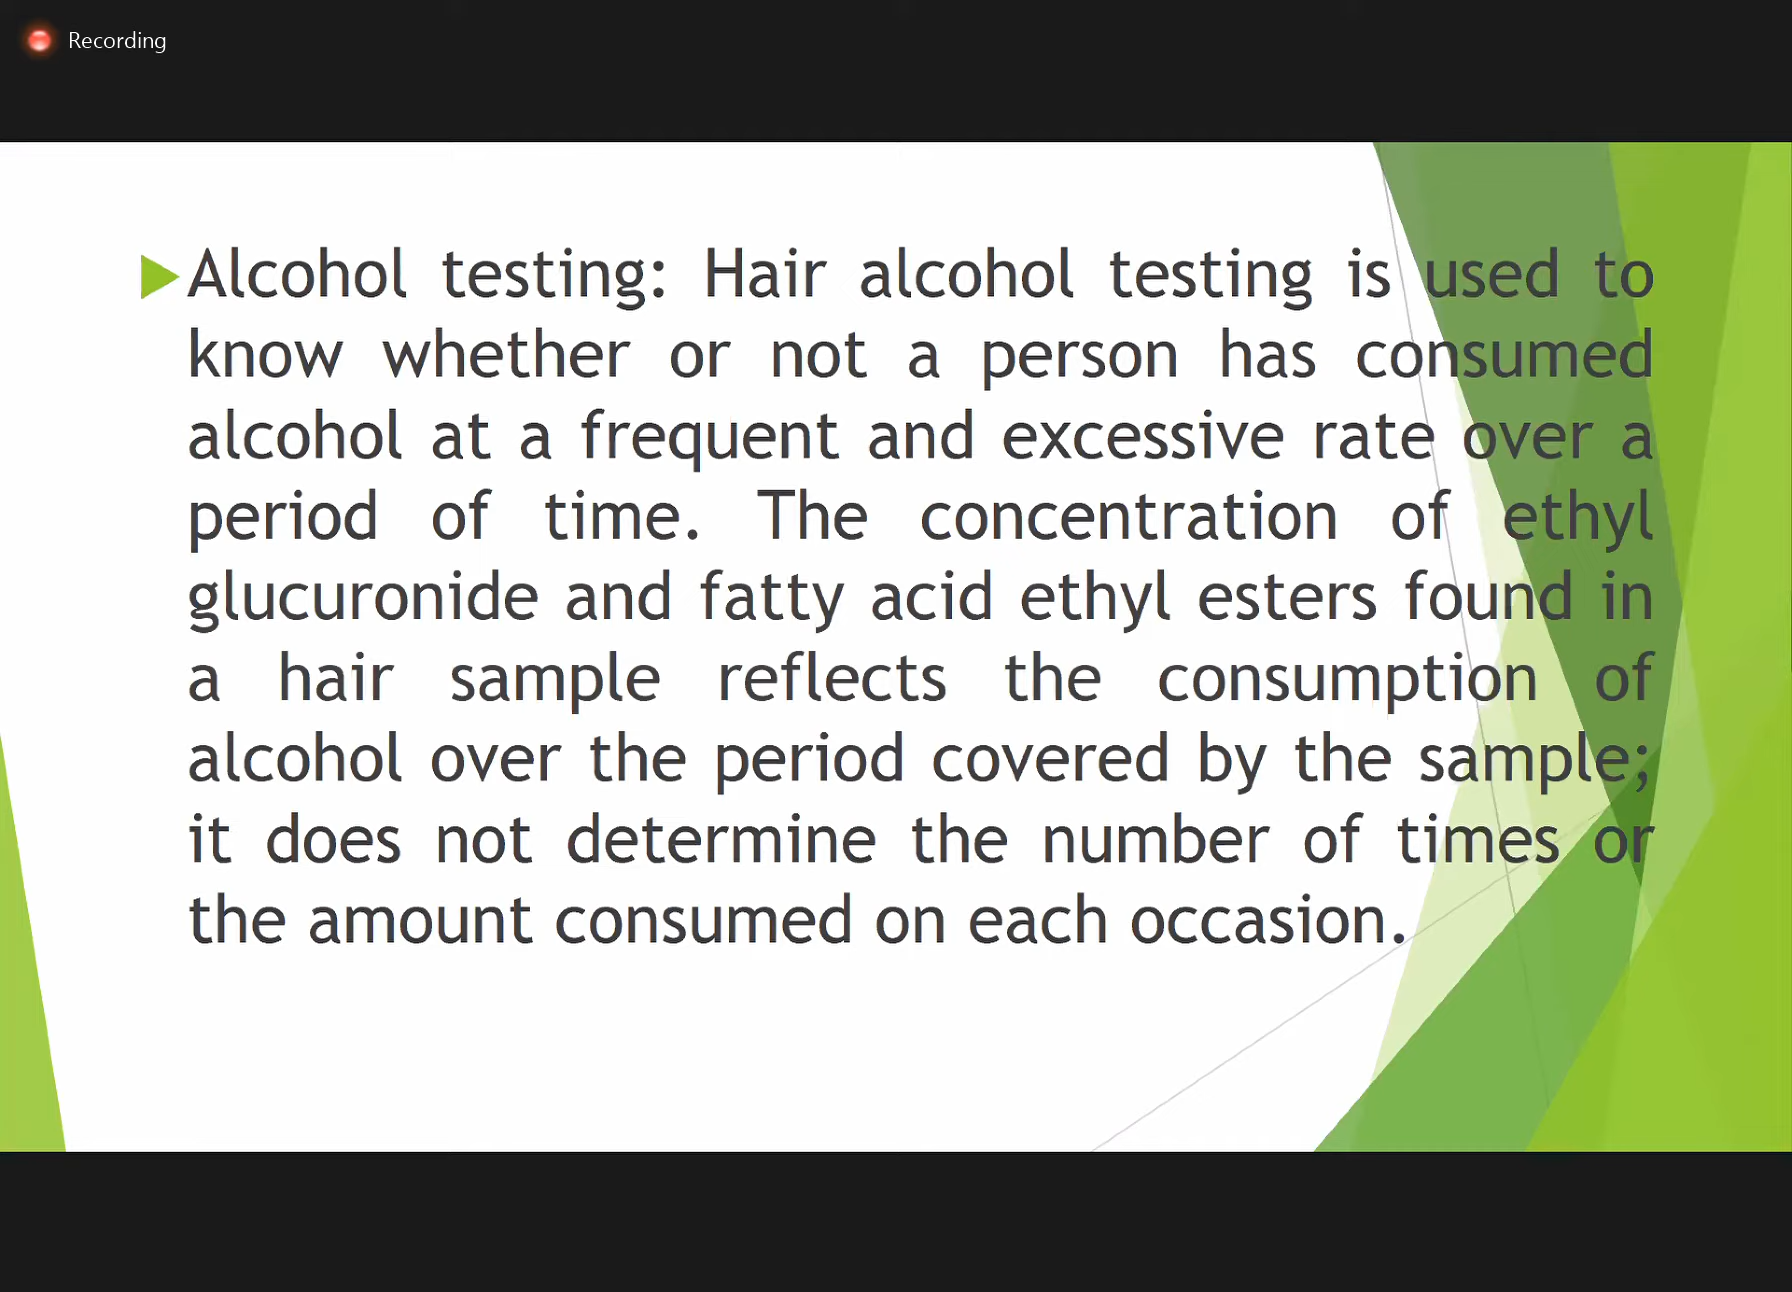 Recording
Alcohol testing: Hair alcohol testing is used to
know whether or not a person has consumed
alcohol at a frequent and excessive rate over a
period of time. The concentration of ethyl
glucuronide and fatty acid ethyl esters found in
a hair sample reflects the consumption of
alcohol over the period covered by the sample;
it does not determine the number of times or
the amount consumed on each occasion.